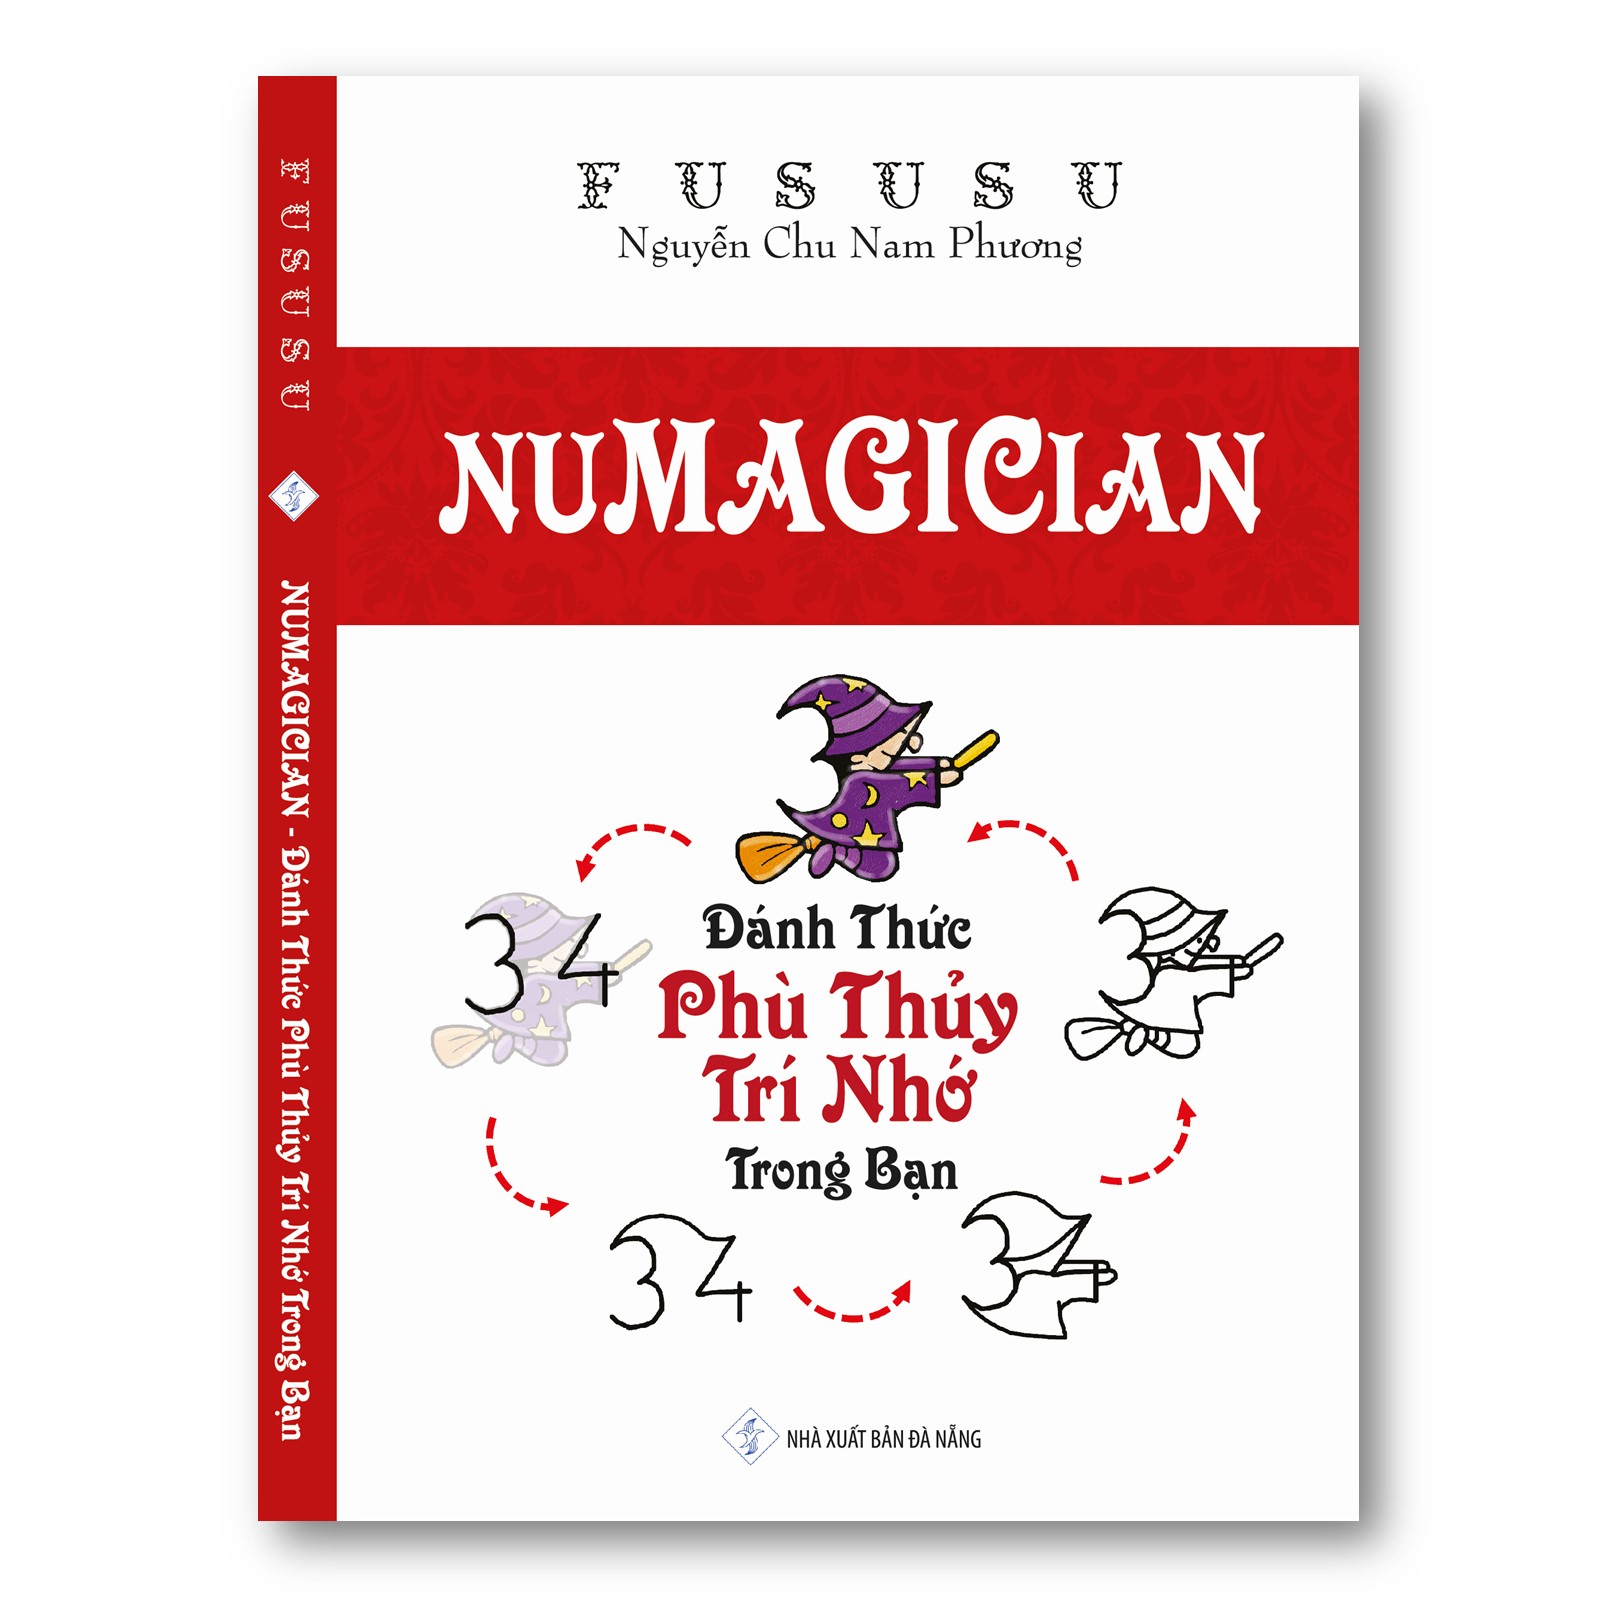 FUSUSU
NUMAGICIAN - Đánh Thức Phù Thủy Trí Nhớ Trong Bạn
FUSUSU
Nguyễn Chu Nam Phương
NUMAGICIAN
34
Đánh Thức
Phù Thủy
Trí Nhớ
Trong Bạn
34
NHÀ XUẤT BẢN ĐÀ NẴNG